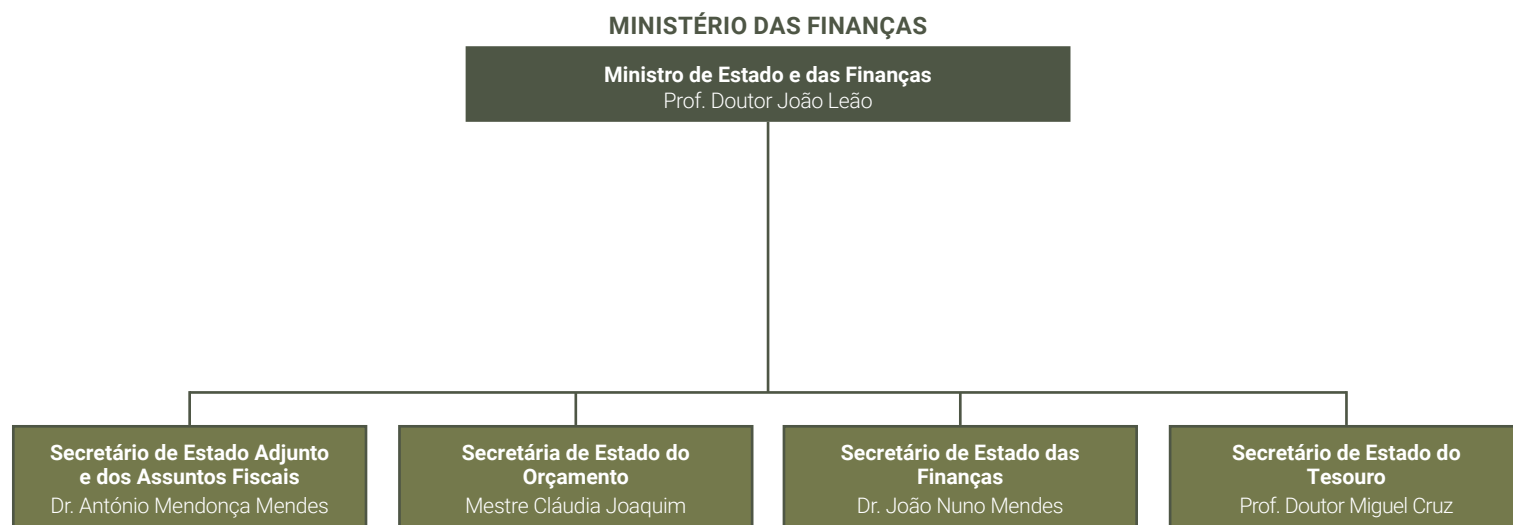 MINISTÉRIO DAS FINANÇAS
Ministro de Estado e das Finanças
Prof. Doutor João Leão
Secretário de Estado Adjunto
e dos Assuntos Fiscais
Dr. António Mendonça Mendes
Secretária de Estado do
Orçamento
Mestre Cláudia Joaquim
Secretário de Estado das
Finanças
Dr. João Nuno Mendes
Secretário de Estado do
Tesouro
Prof. Doutor Miguel Cruz